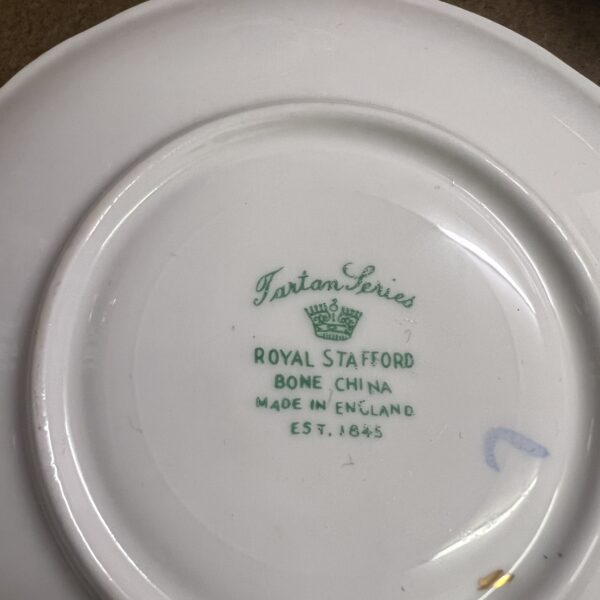 Tartan Series
ROYAL STAFFORD
BONE CHINA
MADE IN ENGLAND
EST. 1845